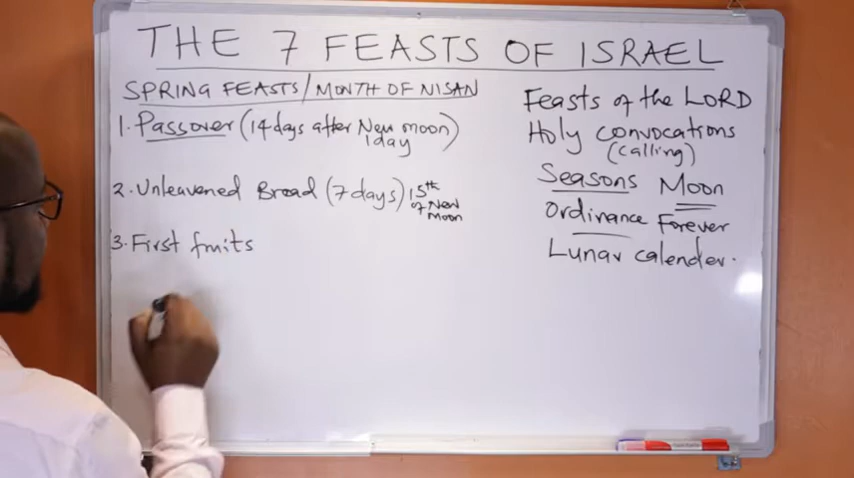 THE 7 FEASTS OF ISRAEL
SPRING FEASTS/MONTH OF NISAN
1. Passover (14 days after New moon)
1day
2. Unleavened Bread (7 days) 15th
of New
Moon
3. First fruits
Feasts of the LORD
Holy convocations
(calling)
Seasons Moon
Ordinance Forever
Lunar calender.